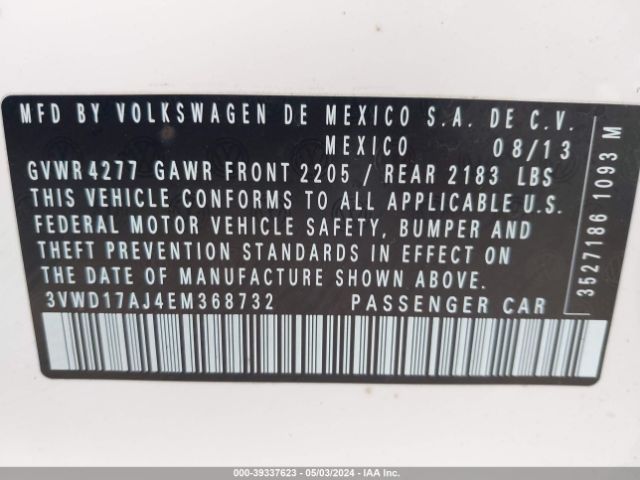 MFD BY VOLKSWAGEN DE MEXICO S.A. DE C.V.
MEXICO 08/13
GVWR 4277 GAWR FRONT 2205 / REAR 2183 LBS
THIS VEHICLE CONFORMS TO ALL APPLICABLE U.S.
FEDERAL MOTOR VEHICLE SAFETY, BUMPER AND
THEFT PREVENTION STANDARDS IN EFFECT ON
THE DATE OF MANUFACTURE SHOWN ABOVE.
3VWD17AJ4EM368732 PASSENGER CAR
3527186 1093 M
000-39337623 - 05/03/2024 - IAA Inc.